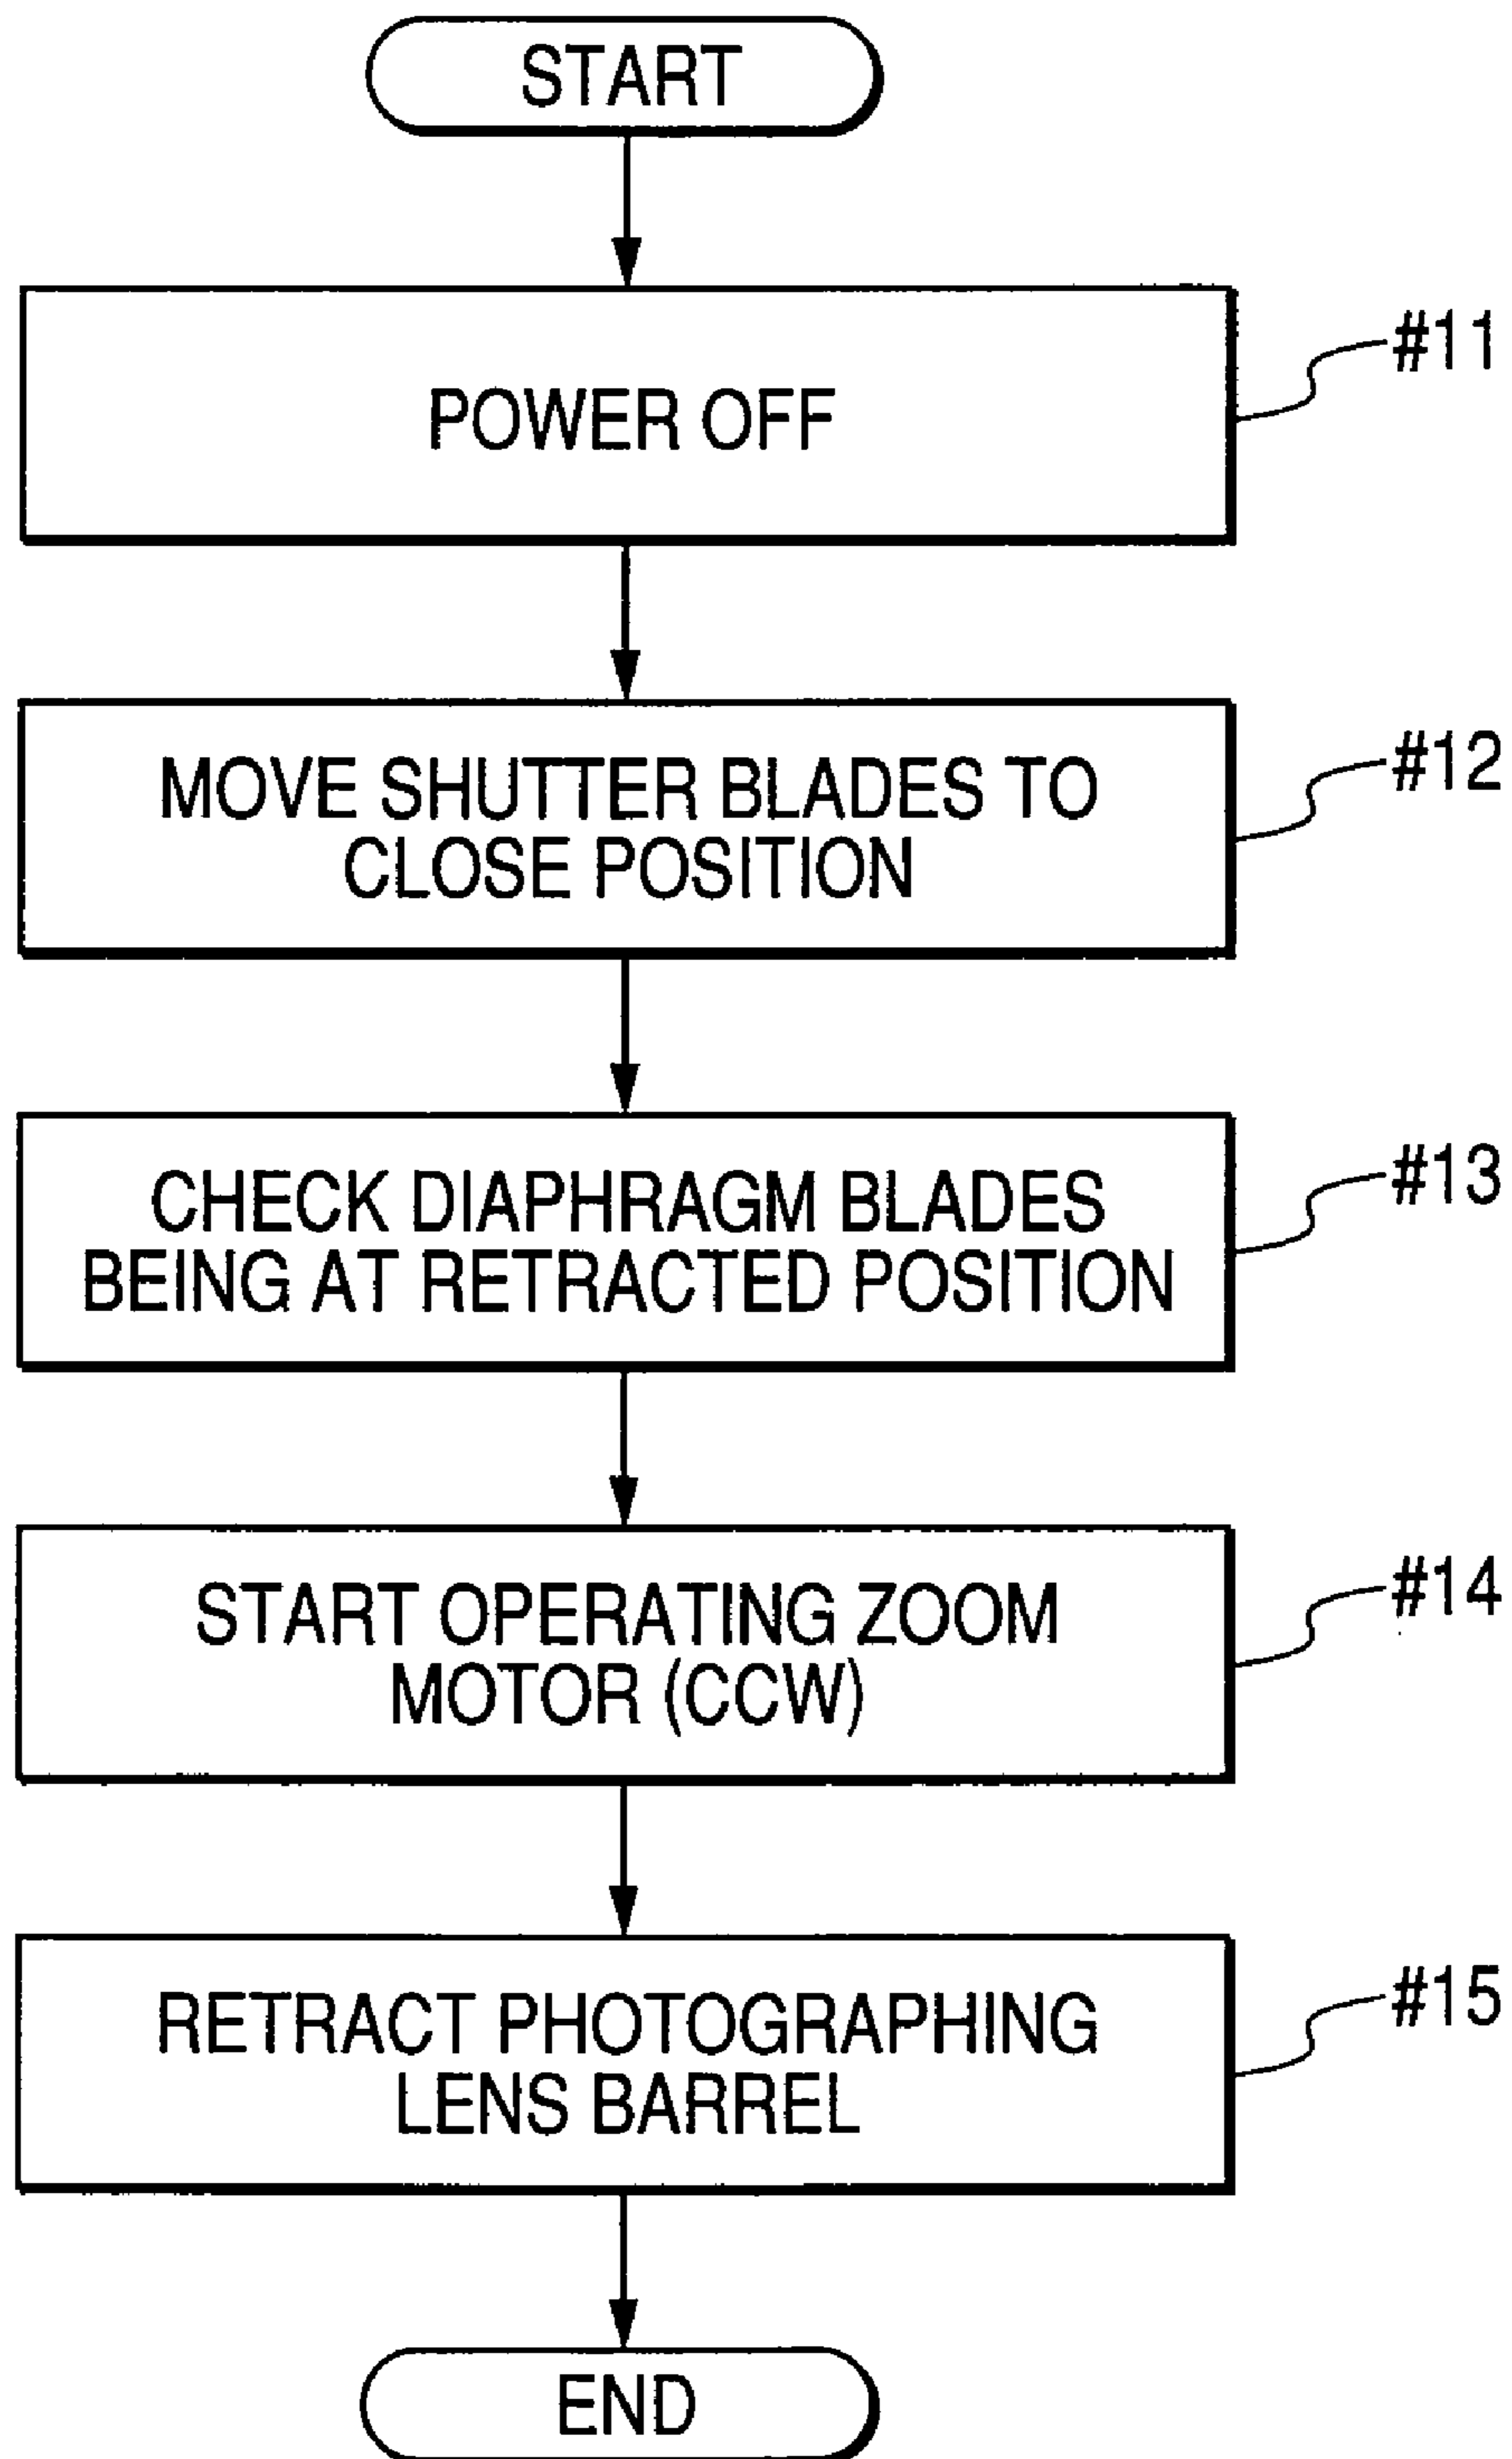 START
POWER OFF
#11
MOVE SHUTTER BLADES TO
CLOSE POSITION
#12
CHECK DIAPHRAGM BLADES
BEING AT RETRACTED POSITION
#13
START OPERATING ZOOM
MOTOR (CCW)
#14
RETRACT PHOTOGRAPHING
LENS BARREL
#15
END